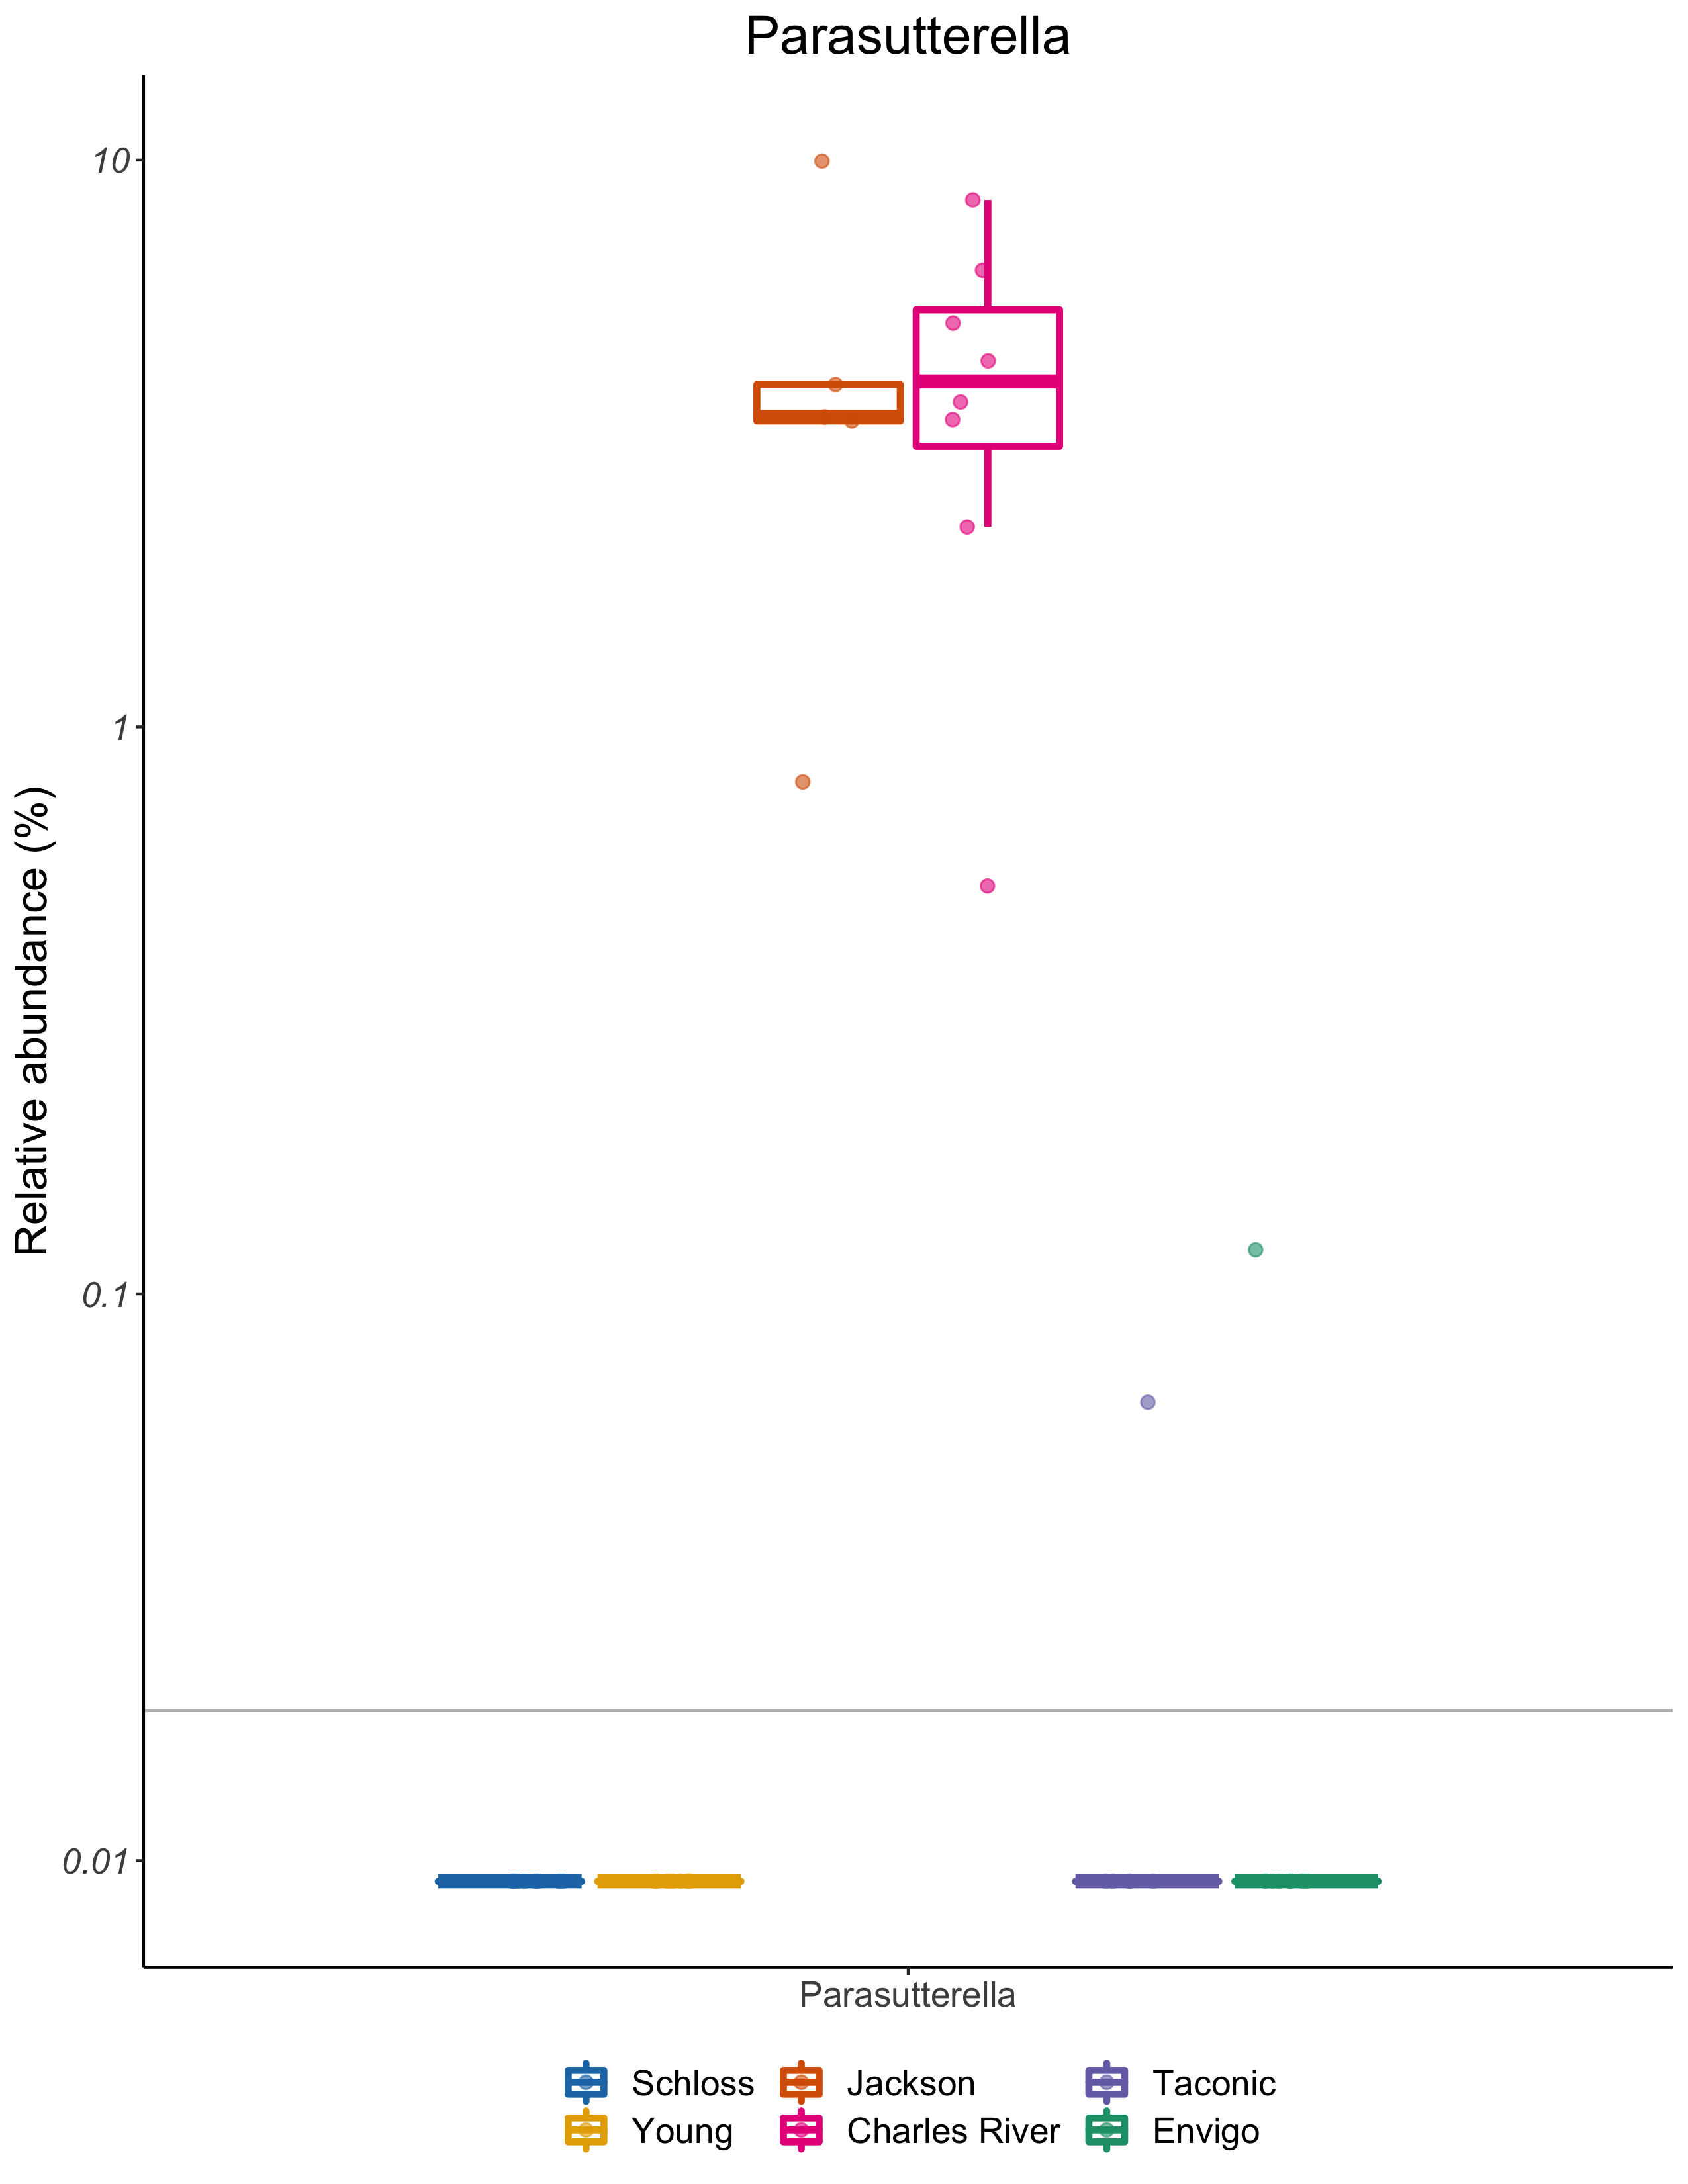 Parasutterella
10
1
0.1
0.01
Relative abundance (%)
Parasutterella
Schloss Jackson Taconic
Young Charles River Envigo